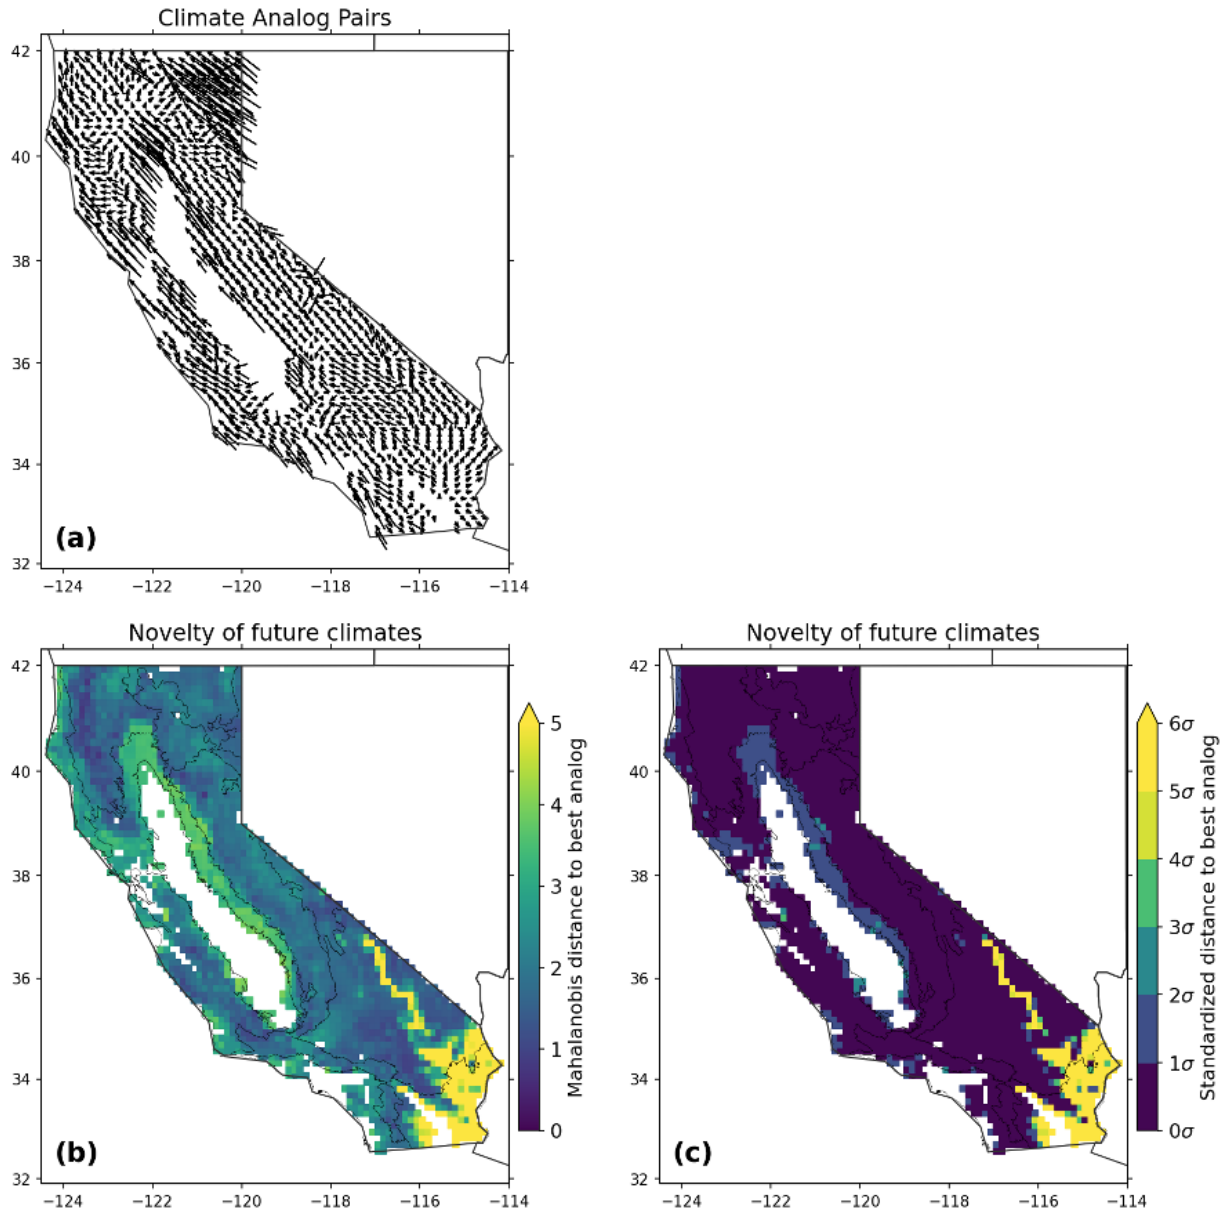 Climate Analog Pairs
42
40
38
36
34
32
(a)
−124 −122 −120 −118 −116 −114
Novelty of future climates
42
40
38
36
34
32
(b)
−124 −122 −120 −118 −116 −114
5
4
3
2
1
0
Mahalanobis distance to best analog
Novelty of future climates
42
40
38
36
34
32
(c)
−124 −122 −120 −118 −116 −114
6σ
5σ
4σ
3σ
2σ
1σ
0σ
Standardized distance to best analog